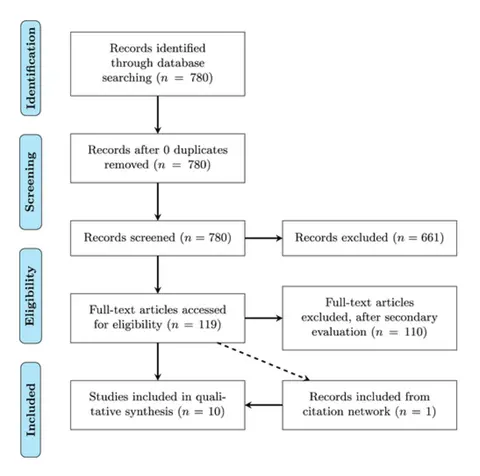 Identification
Records identified
through database
searching (n = 780)
Screening
Records after 0 duplicates
removed (n = 780)
Records screened (n = 780)
Records excluded (n = 661)
Eligibility
Full-text articles accessed
for eligibility (n = 119)
Full-text articles
excluded, after secondary
evaluation (n = 110)
Included
Studies included in quali-
tative synthesis (n = 10)
Records included from
citation network (n = 1)